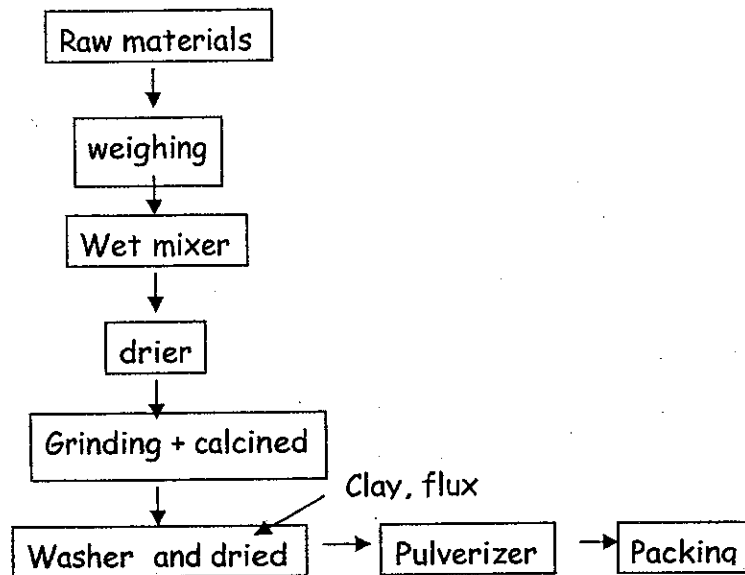 Raw materials
weighing
Wet mixer
drier
Grinding + calcined
Clay, flux
Washer and dried
Pulverizer
Packing